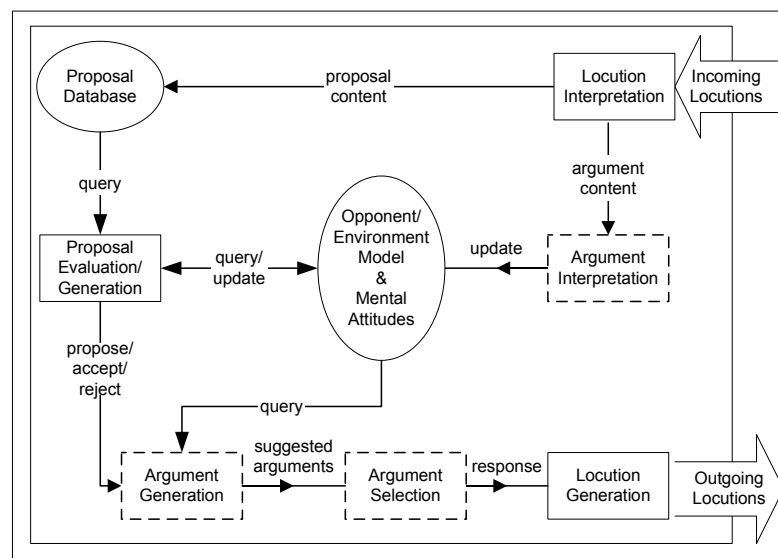 Proposal
Database
proposal
content
Locution
Interpretation
Incoming
Locutions
query
argument
content
Opponent/
Environment
Model
&
Mental
Attitudes
Proposal
Evaluation/
Generation
query/
update
update
Argument
Interpretation
propose/
accept/
reject
query
Argument
Generation
suggested
arguments
Argument
Selection
response
Locution
Generation
Outgoing
Locutions